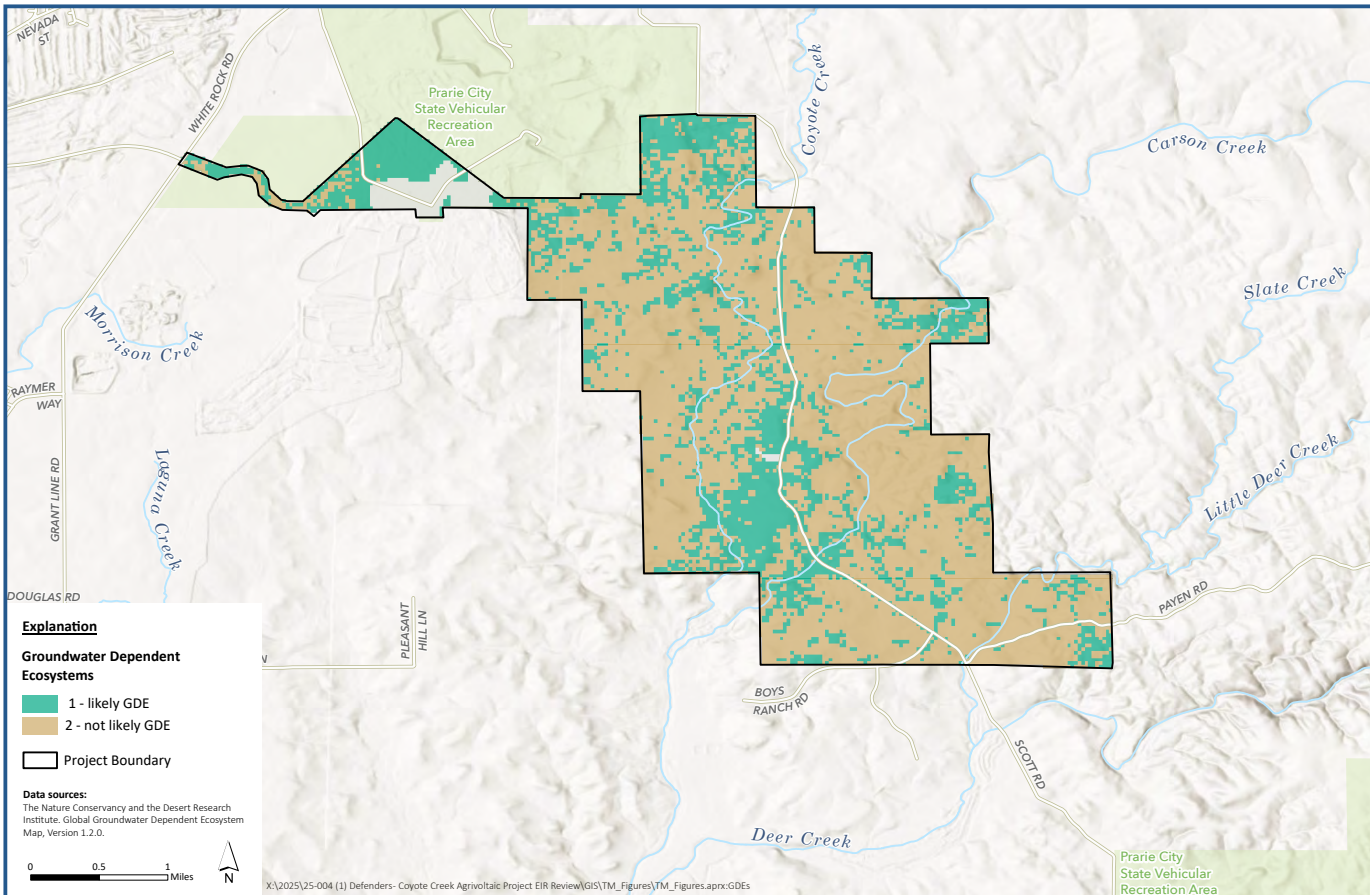 NEVADA
ST
WHITE ROCK RD
Prarie City
State Vehicular
Recreation
Area
Coyote Creek
Carson Creek
Slate Creek
Morrison Creek
RAYMER
WAY
Laguna Creek
GRANT LINE RD
Little Deer Creek
DOUGLAS RD
PAYEN RD
PLEASANT
HILL LN
N
BOYS
RANCH RD
SCOTT RD
Deer Creek
Prarie City
State Vehicular
Recreation Area
Explanation
Groundwater Dependent
Ecosystems
1 - likely GDE
2 - not likely GDE
Project Boundary
Data sources:
The Nature Conservancy and the Desert Research
Institute. Global Groundwater Dependent Ecosystem
Map, Version 1.2.0.
0 0.5 1
Miles
N
X:\2025\25-004 (1) Defenders- Coyote Creek Agrivoltaic Project EIR Review\GIS\TM_Figures\TM_Figures.aprx:GDEs